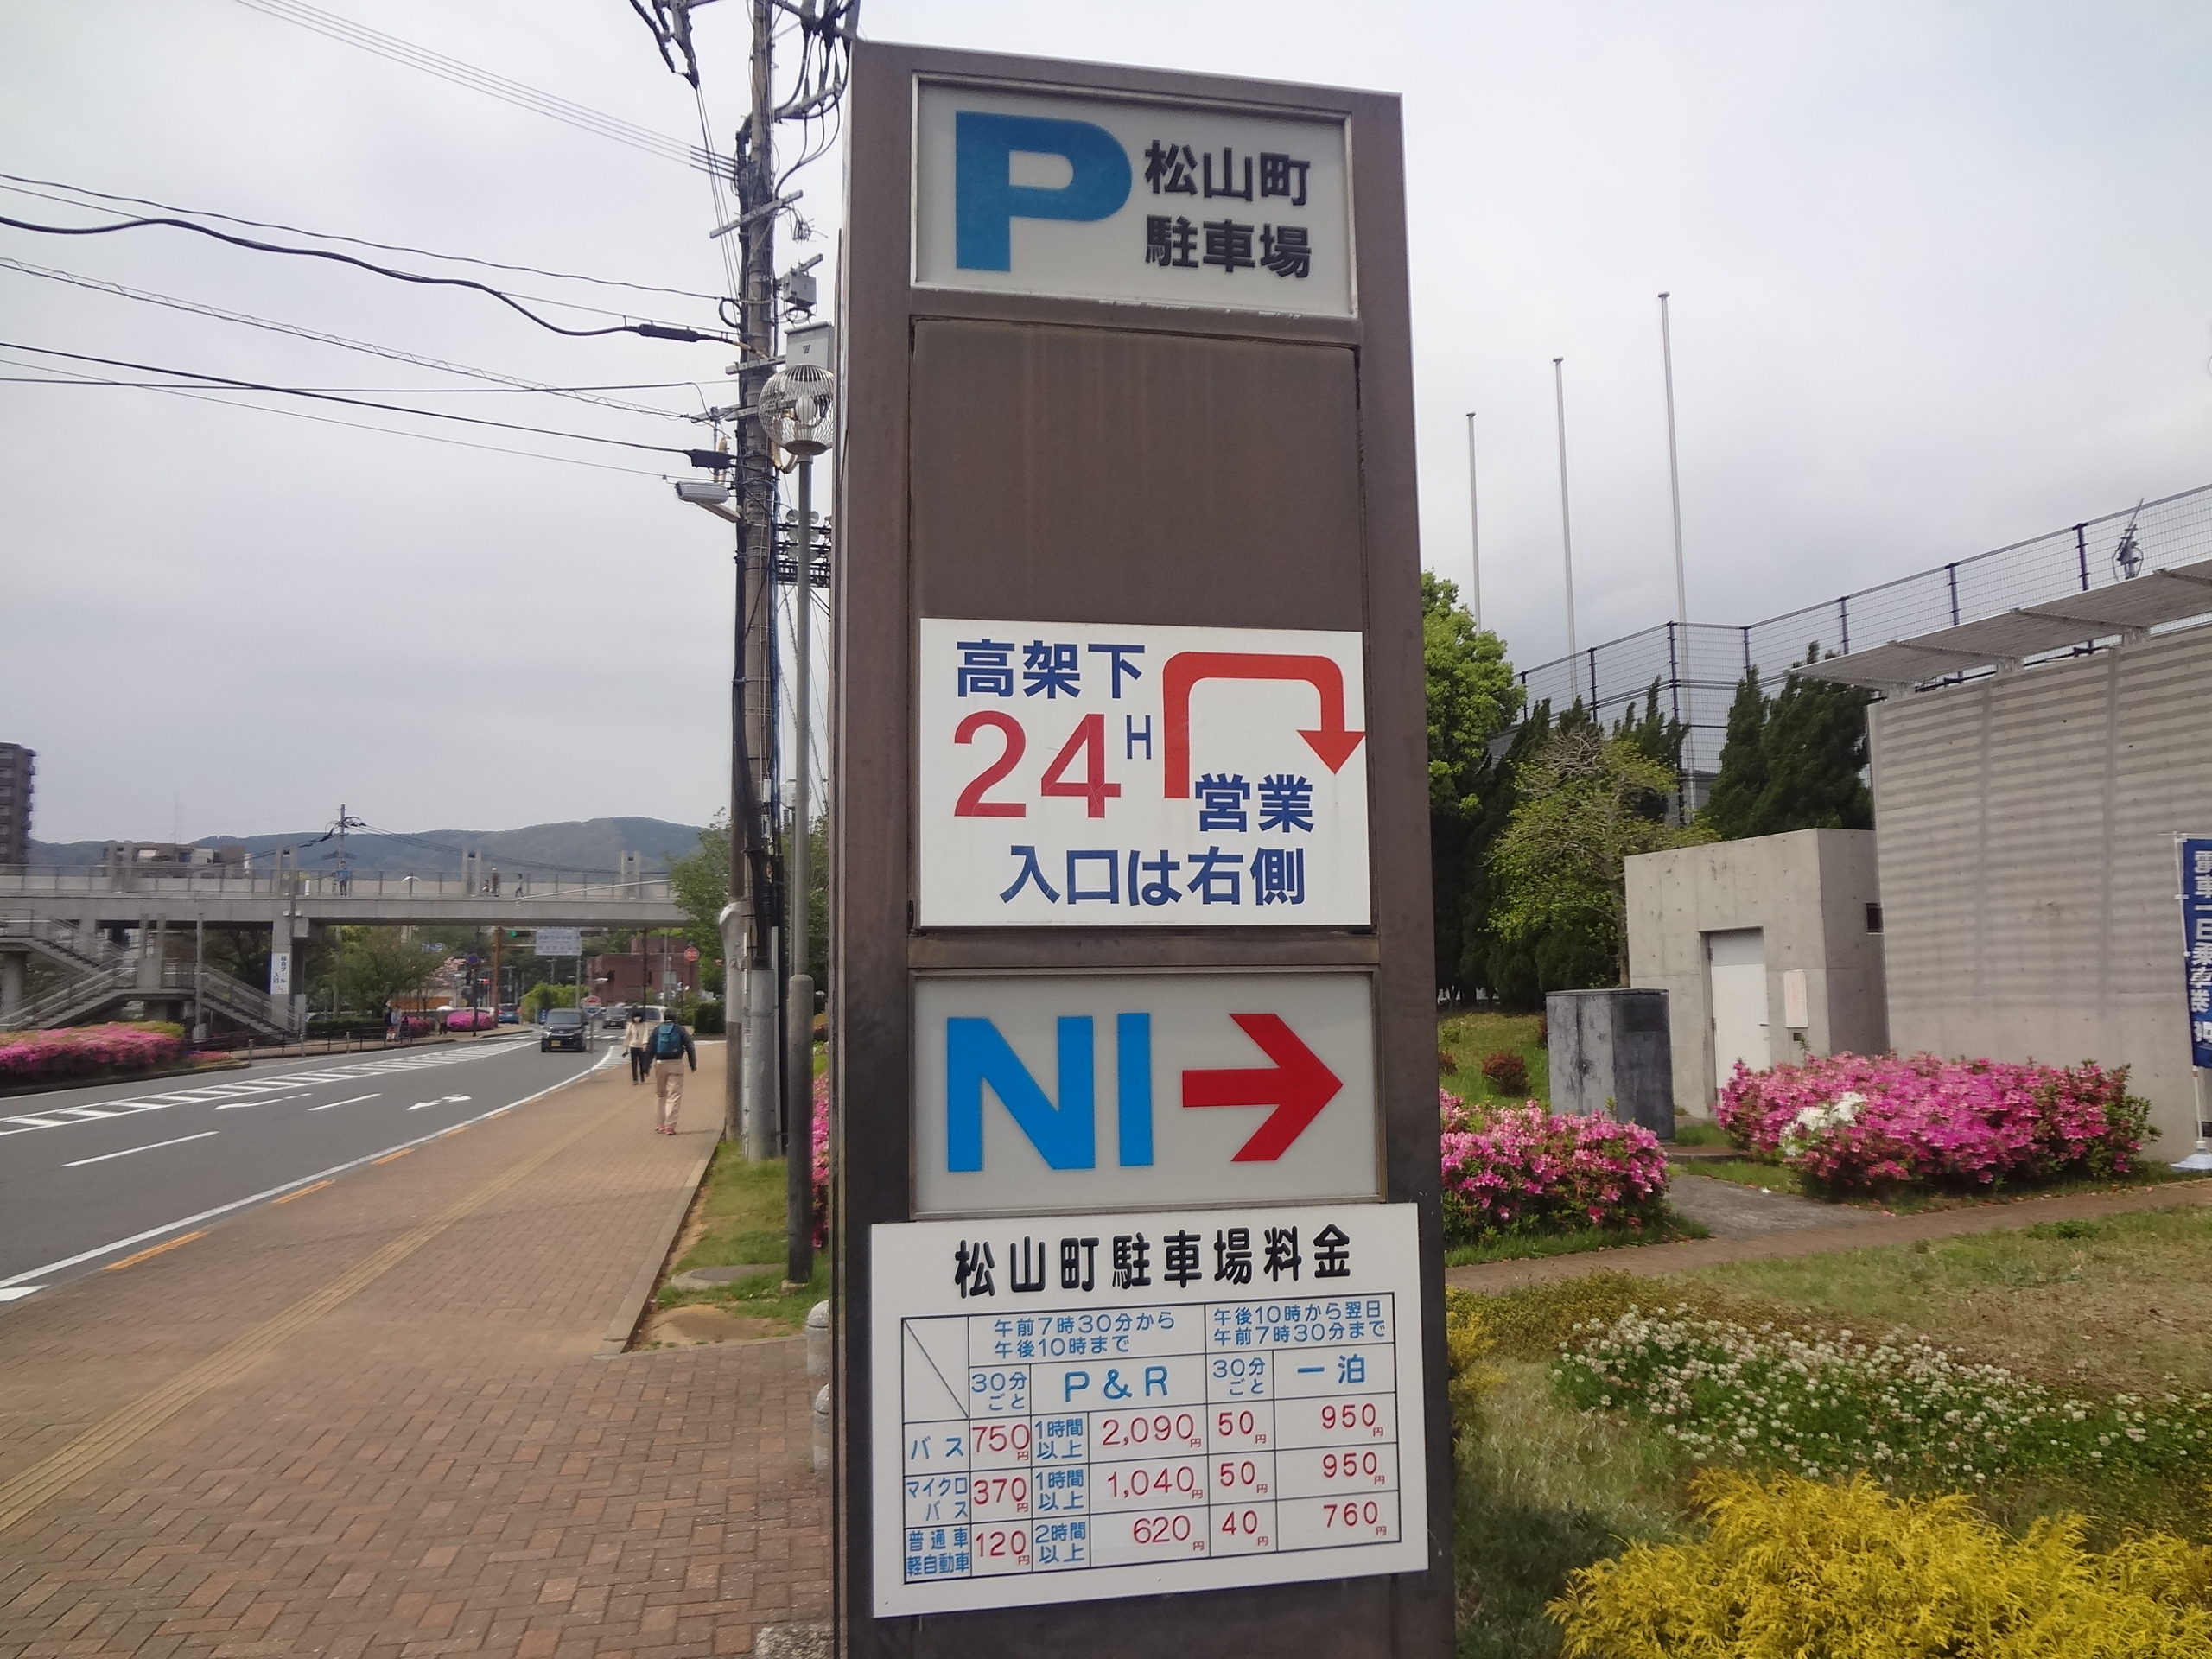 P 松山町
駐車場
高架下
24H
営業
入口は右側
NI
松山町駐車場料金
午前7時30分から
午後10時まで
午後10時から翌日
午前7時30分まで
30分
ごと
P&R
30分
ごと
一泊
バス 750円 1時間以上 2,090円 50円 950円
マイクロバス 370円 1時間以上 1,040円 50円 950円
普通車
軽自動車 120円 2時間以上 620円 40円 760円
電車一日乗車券